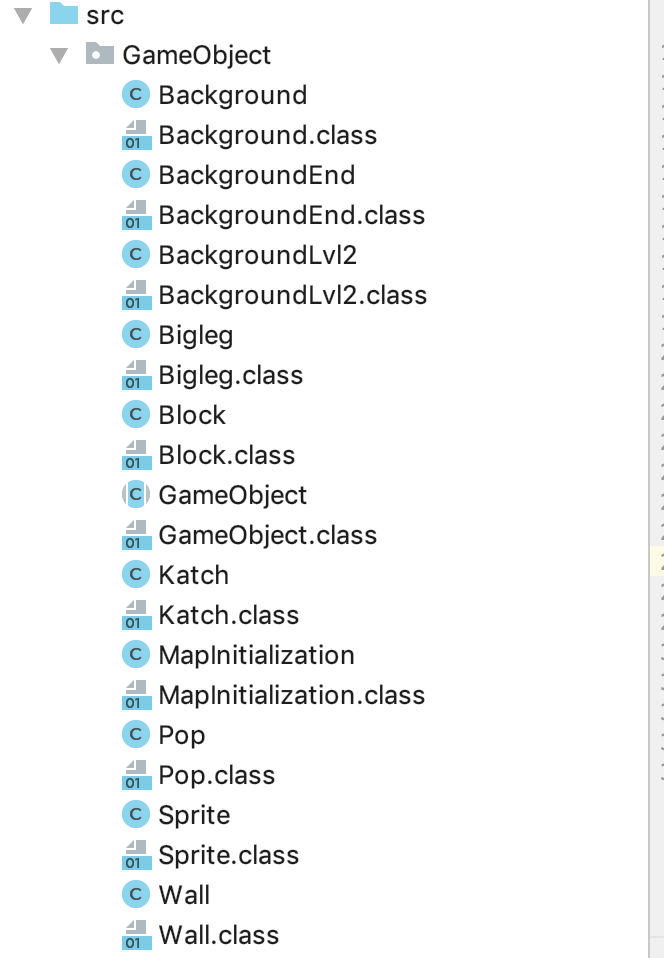 src
GameObject
Background
Background.class
BackgroundEnd
BackgroundEnd.class
BackgroundLvl2
BackgroundLvl2.class
Bigleg
Bigleg.class
Block
Block.class
GameObject
GameObject.class
Katch
Katch.class
MapInitialization
MapInitialization.class
Pop
Pop.class
Sprite
Sprite.class
Wall
Wall.class